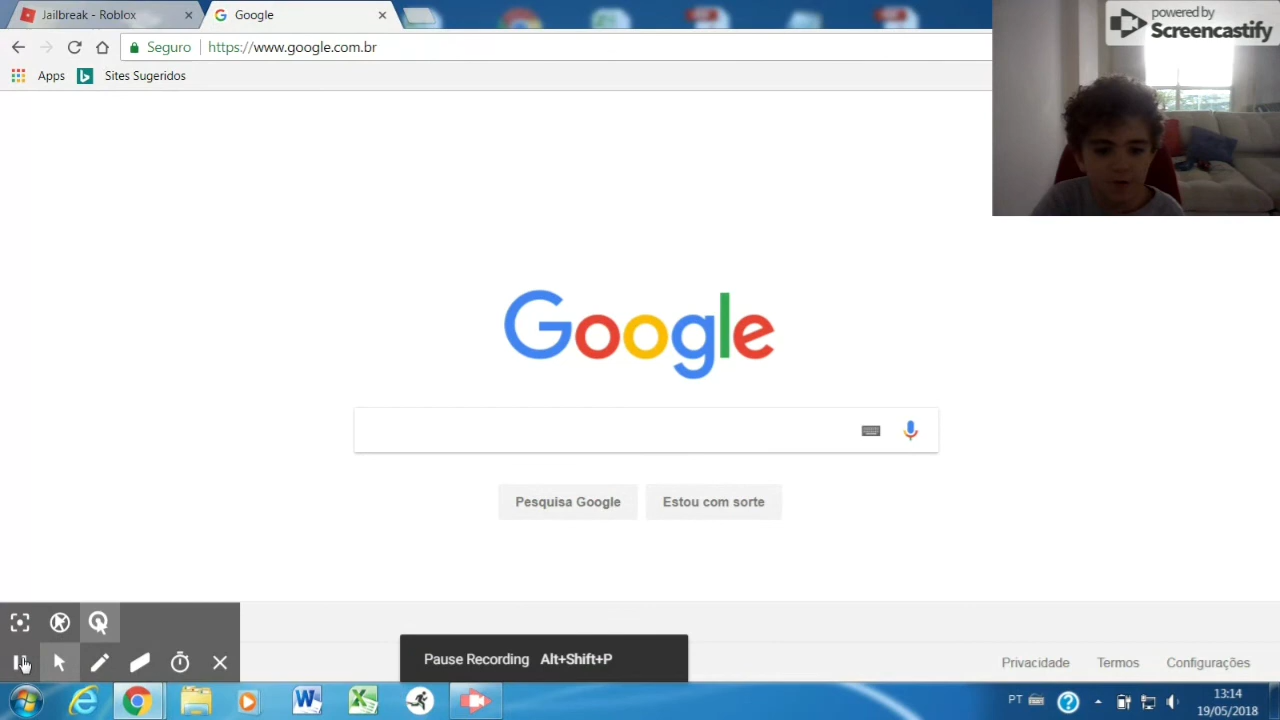 Jailbreak - Roblox
Google
powered by
Screencastify
Seguro
https://www.google.com.br
Apps
Sites Sugeridos
Google
Pesquisa Google
Estou com sorte
Pause Recording Alt+Shift+P
Privacidade
Termos
Configurações
PT
13:14
19/05/2018